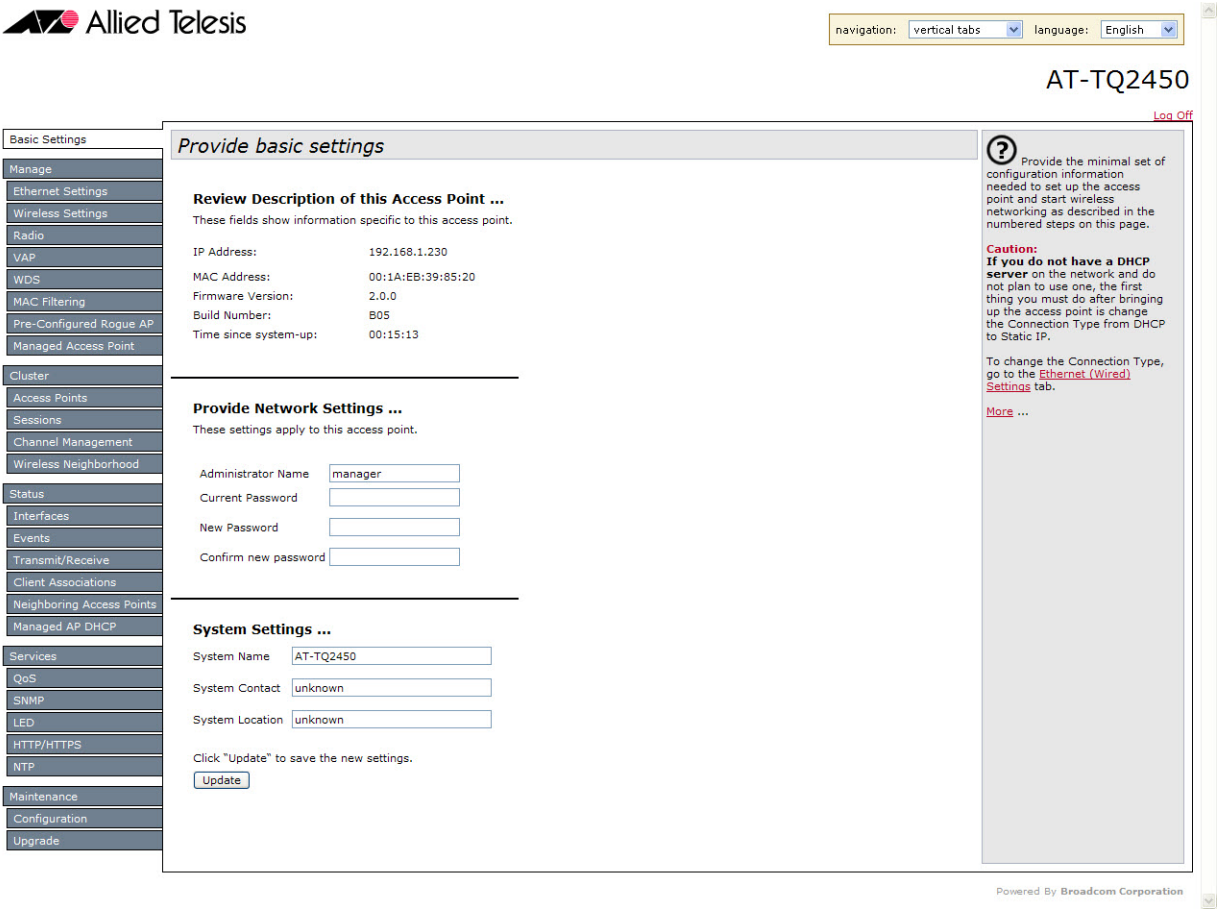 Allied Telesis
navigation: vertical tabs language: English
AT-TQ2450
Log Off
Basic Settings
Manage
Ethernet Settings
Wireless Settings
Radio
VAP
WDS
MAC Filtering
Pre-Configured Rogue AP
Managed Access Point
Cluster
Access Points
Sessions
Channel Management
Wireless Neighborhood
Status
Interfaces
Events
Transmit/Receive
Client Associations
Neighboring Access Points
Managed AP DHCP
Services
QoS
SNMP
LED
HTTP/HTTPS
NTP
Maintenance
Configuration
Upgrade
Provide basic settings
Review Description of this Access Point ...
These fields show information specific to this access point.
IP Address: 192.168.1.230
MAC Address: 00:1A:EB:39:85:20
Firmware Version: 2.0.0
Build Number: B05
Time since system-up: 00:15:13
Provide Network Settings ...
These settings apply to this access point.
Administrator Name manager
Current Password
New Password
Confirm new password
System Settings ...
System Name AT-TQ2450
System Contact unknown
System Location unknown
Click "Update" to save the new settings.
Update
? Provide the minimal set of
configuration information
needed to set up the access
point and start wireless
networking as described in the
numbered steps on this page.
Caution:
If you do not have a DHCP
server on the network and do
not plan to use one, the first
thing you must do after bringing
up the access point is change
the Connection Type from DHCP
to Static IP.
To change the Connection Type,
go to the Ethernet (Wired)
Settings tab.
More ...
Powered By Broadcom Corporation